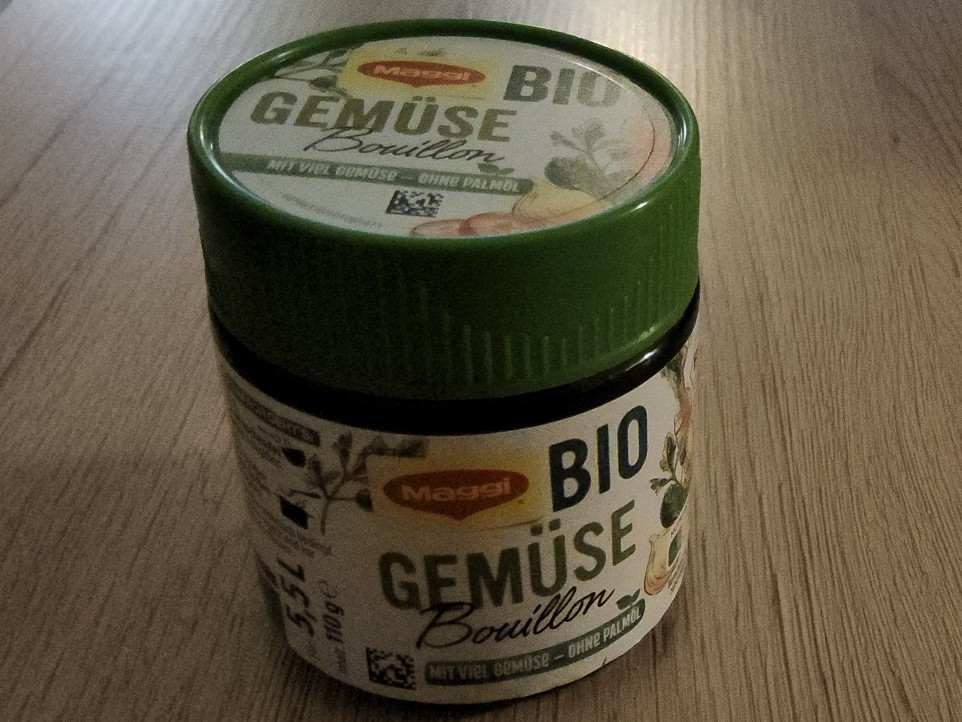 Maggi BIO
GEMÜSE
Bouillon
MIT VIEL GEMÜSE – OHNE PALMÖL
Maggi BIO
GEMÜSE
Bouillon
MIT VIEL GEMÜSE – OHNE PALMÖL
5,5 L
110 g ℮